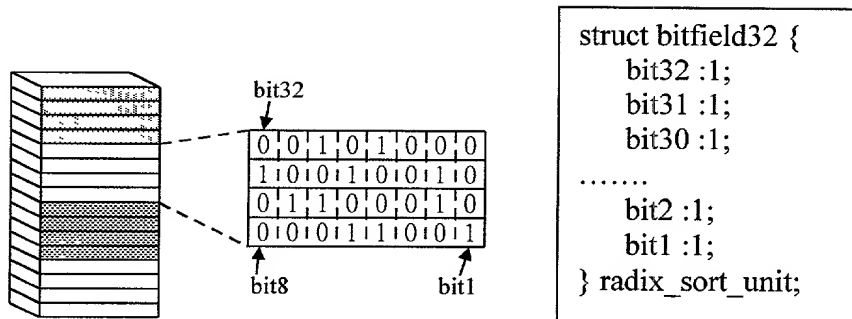 bit32
0 0 1 0 1 0 0 0
1 0 0 1 0 0 1 0
0 1 1 0 0 0 1 0
0 0 0 1 1 0 0 1
bit8
bit1
struct bitfield32 {
bit32 :1;
bit31 :1;
bit30 :1;
.......
bit2 :1;
bit1 :1;
} radix_sort_unit;